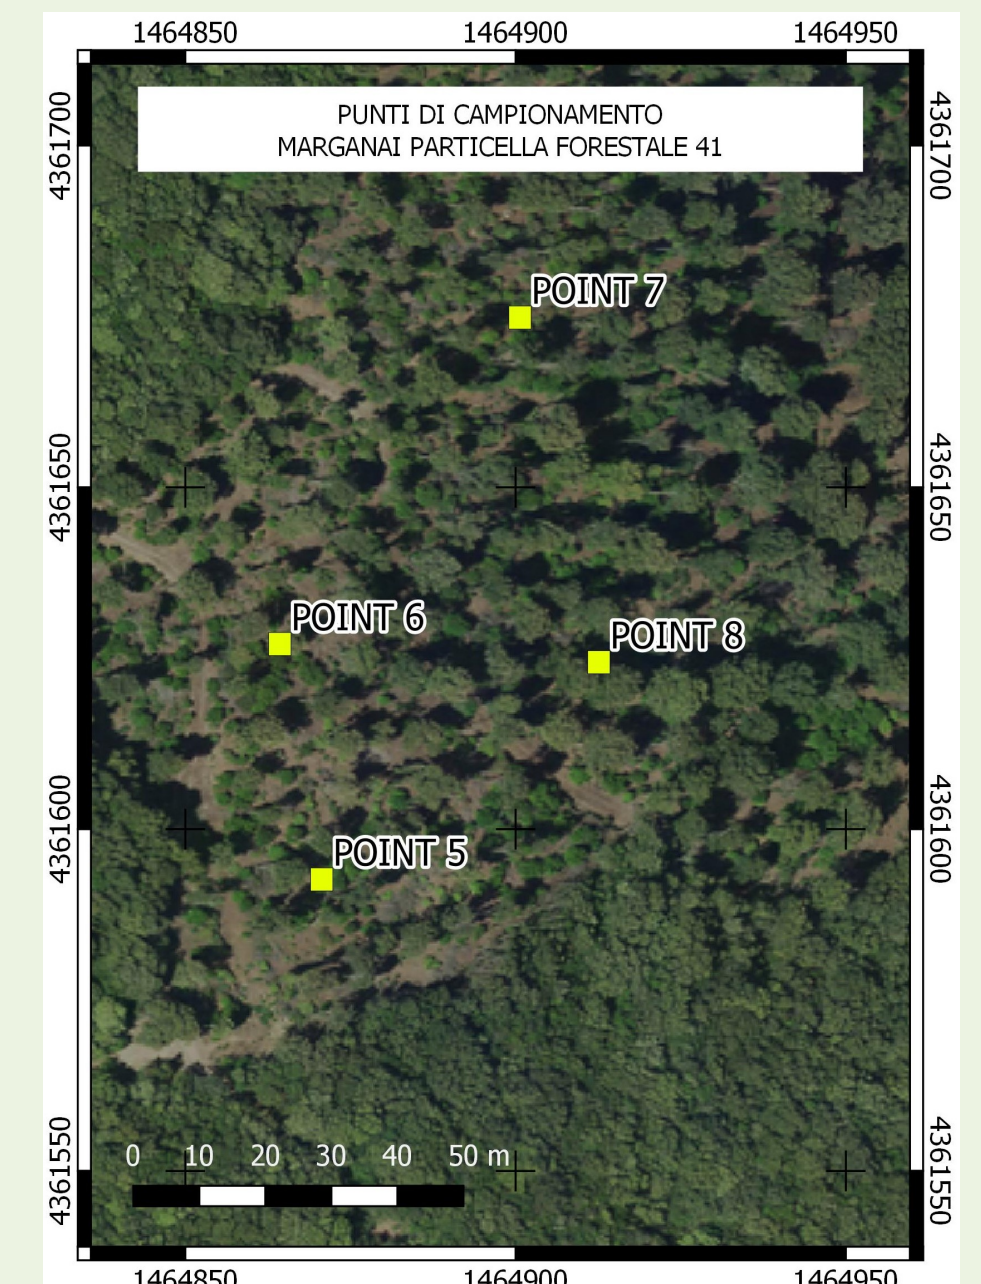 1464850 1464900 1464950
PUNTI DI CAMPIONAMENTO
MARGANAI PARTICELLA FORESTALE 41
4361700 4361700
POINT 7
4361650 4361650
POINT 6
POINT 8
4361600 4361600
POINT 5
4361550 4361550
0 10 20 30 40 50 m
1464850 1464900 1464950